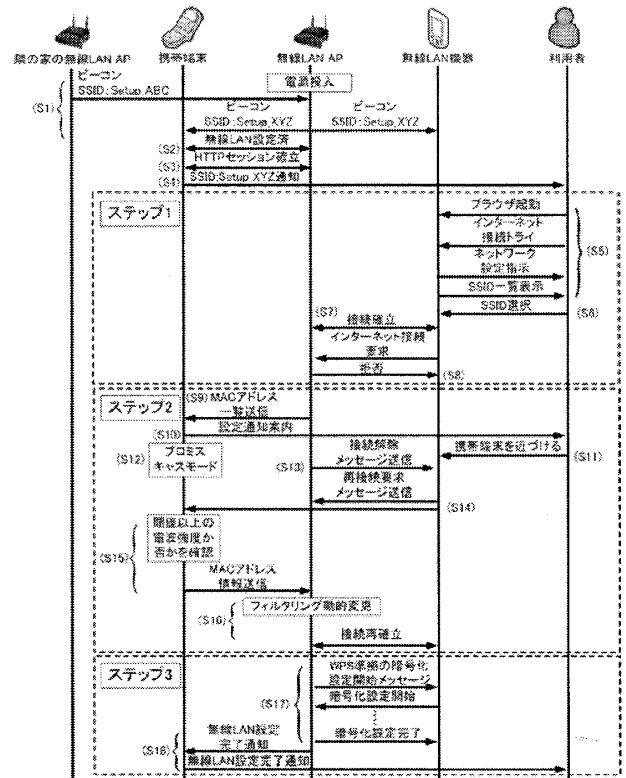 隣の家の無線LAN AP
携帯端末
無線LAN AP
無線LAN機器
利用者
ビーコン
SSID:Setup_ABC
(S1)
電源投入
ビーコン
SSID:Setup_XYZ
ビーコン
SSID:Setup_XYZ
(S2)
無線LAN設定済
(S3)
HTTPセッション確立
(S4)
SSID:Setup_XYZ通知
ステップ1
ブラウザ起動
インターネット
接続トライ
ネットワーク
設定指示
(S5)
SSID一覧表示
SSID選択
(S6)
(S7)
接続確立
インターネット接続
要求
拒否
(S8)
ステップ2
(S9)
MACアドレス
一覧送信
(S10)
設定通知案内
(S12)
プロミス
キャスモード
(S13)
接続解除
メッセージ送信
携帯端末を近づける
(S11)
再接続要求
メッセージ送信
(S14)
(S15)
閾値以上の
電波強度か
否かを確認
MACアドレス
情報送信
(S16)
フィルタリング動的変更
接続再確立
ステップ3
WPS準拠の暗号化
設定開始メッセージ
(S17)
暗号化設定開始
暗号化設定完了
無線LAN設定
完了通知
(S18)
無線LAN設定完了通知